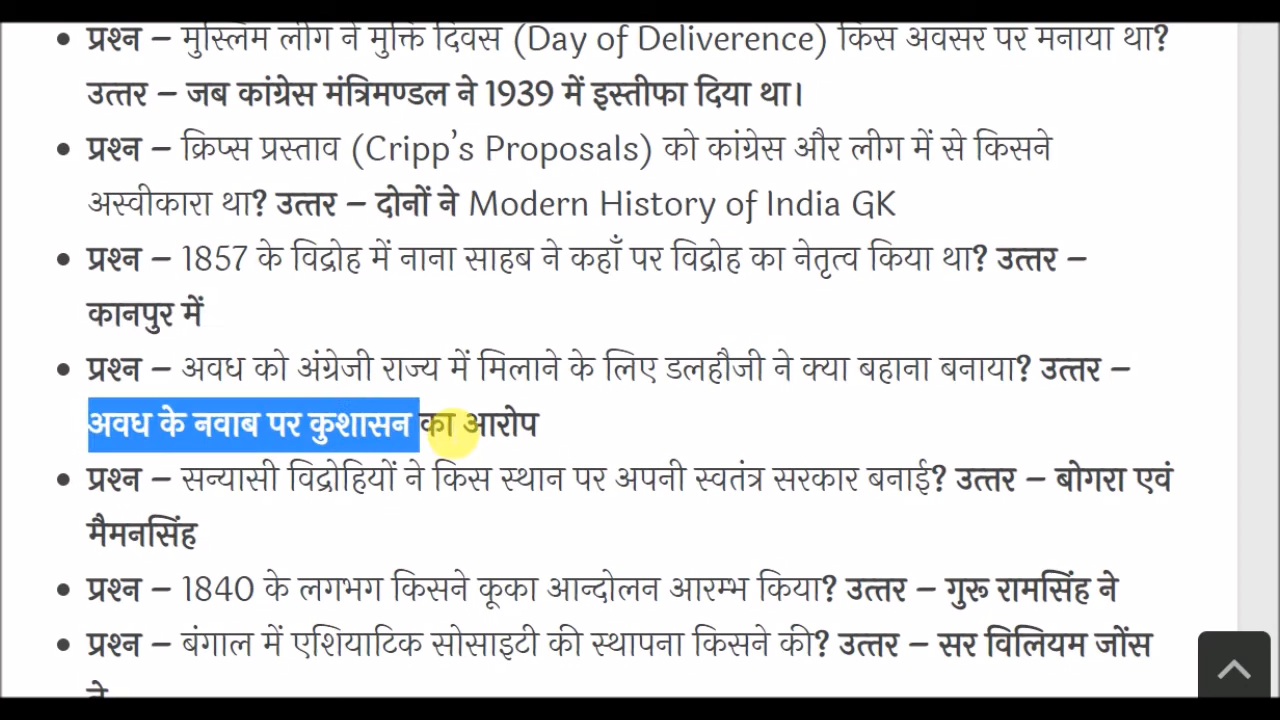 • प्रश्न – मुस्लिम लीग ने मुक्ति दिवस (Day of Deliverence) किस अवसर पर मनाया था?
उत्तर – जब कांग्रेस मंत्रिमण्डल ने 1939 में इस्तीफा दिया था।
• प्रश्न – क्रिप्स प्रस्ताव (Cripp’s Proposals) को कांग्रेस और लीग में से किसने
अस्वीकारा था? उत्तर – दोनों ने Modern History of India GK
• प्रश्न – 1857 के विद्रोह में नाना साहब ने कहाँ पर विद्रोह का नेतृत्व किया था? उत्तर –
कानपुर में
• प्रश्न – अवध को अंग्रेजी राज्य में मिलाने के लिए डलहौजी ने क्या बहाना बनाया? उत्तर –
अवध के नवाब पर कुशासन का आरोप
• प्रश्न – सन्यासी विद्रोहियों ने किस स्थान पर अपनी स्वतंत्र सरकार बनाई? उत्तर – बोगरा एवं
मैमनसिंह
• प्रश्न – 1840 के लगभग किसने कूका आन्दोलन आरम्भ किया? उत्तर – गुरू रामसिंह ने
• प्रश्न – बंगाल में एशियाटिक सोसाइटी की स्थापना किसने की? उत्तर – सर विलियम जोंस
ने